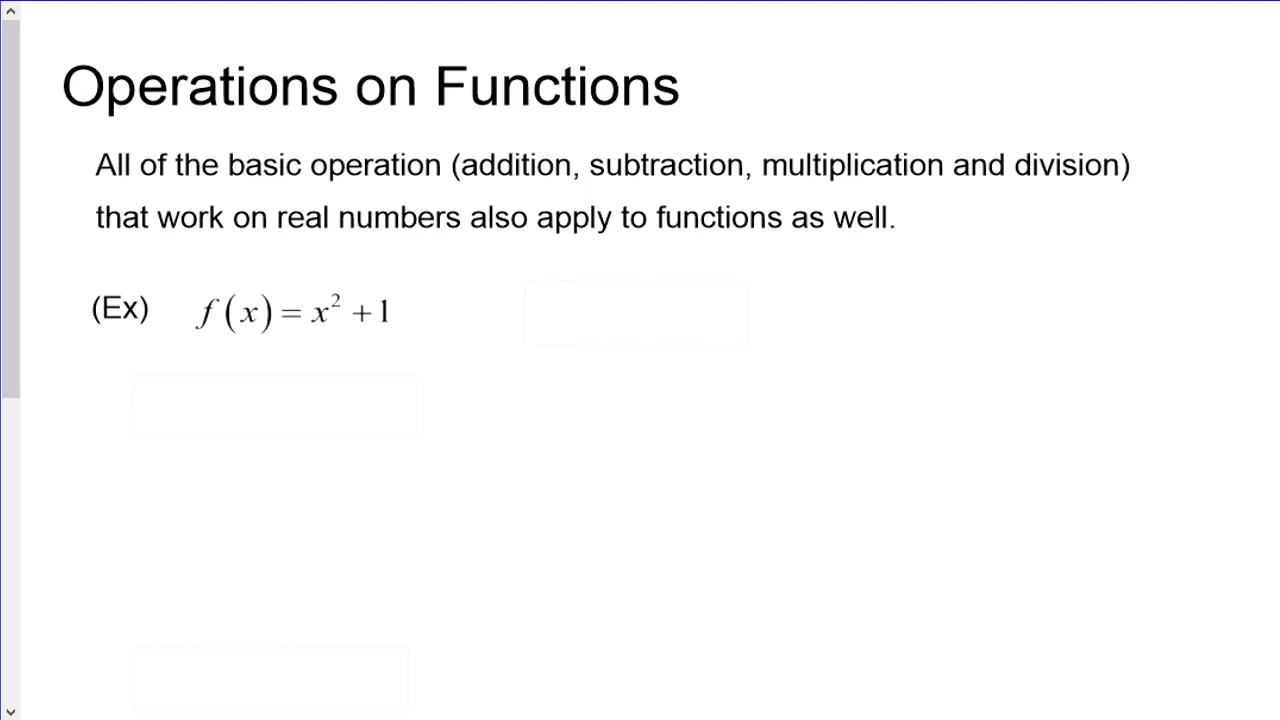 Operations on Functions
All of the basic operation (addition, subtraction, multiplication and division)
that work on real numbers also apply to functions as well.
(Ex) f(x) = x² + 1